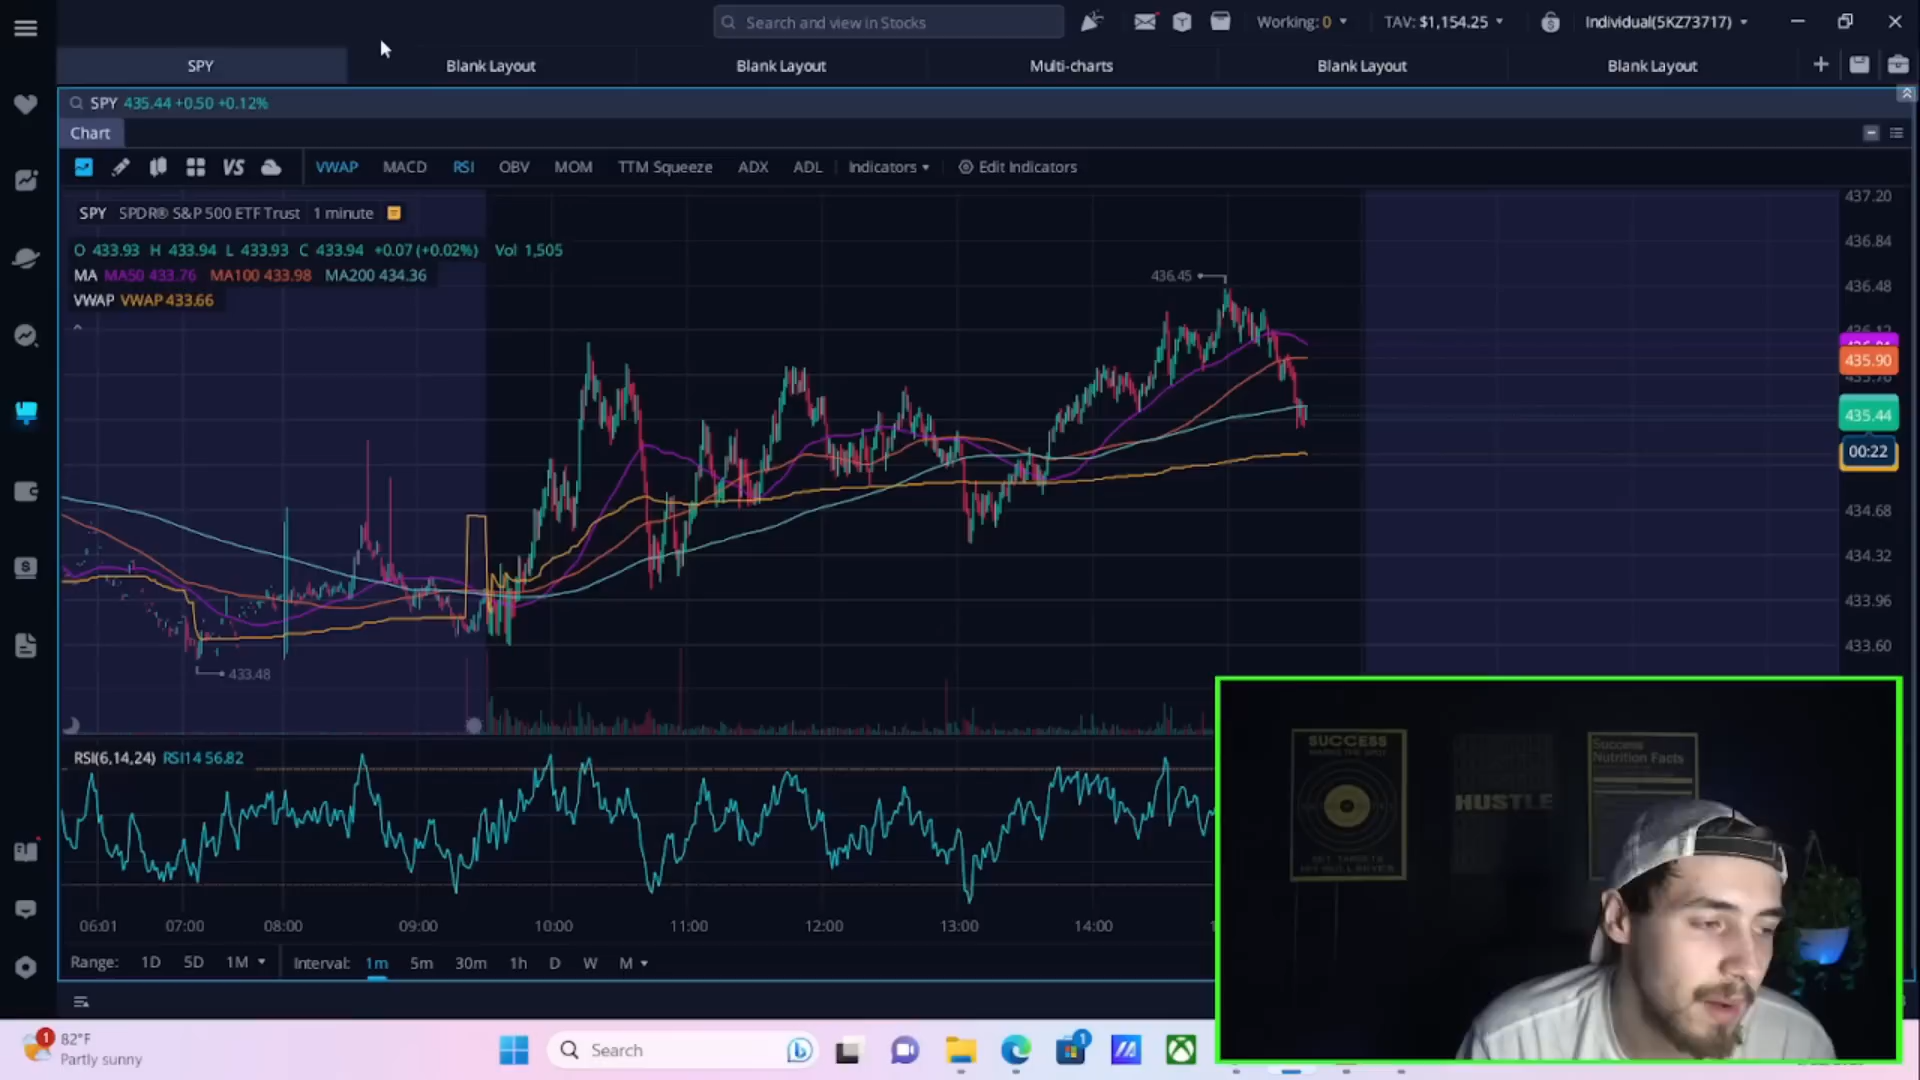 Search and view in Stocks
Working: 0
TAV: $1,154.25
Individual(5KZ73717)
SPY
Blank Layout
Blank Layout
Multi-charts
Blank Layout
Blank Layout
SPY 435.44 +0.50 +0.12%
Chart
VS
VWAP
MACD
RSI
OBV
MOM
TTM Squeeze
ADX
ADL
Indicators
Edit Indicators
SPY SPDR® S&P 500 ETF Trust 1 minute
O 433.93 H 433.94 L 433.93 C 433.94 +0.07 (+0.02%) Vol 1,505
MA MA50 433.76 MA100 433.98 MA200 434.36
VWAP VWAP 433.66
436.45
433.48
437.20
436.84
436.48
435.90
435.44
00:22
434.68
434.32
433.96
433.60
RSI(6,14,24) RSI14 56.82
06:01 07:00 08:00 09:00 10:00 11:00 12:00 13:00 14:00
Range: 1D 5D 1M
Interval: 1m 5m 30m 1h D W M
SUCCESS
HUSTLE
Success
Nutrition Facts
1
82°F
Partly sunny
Search
1